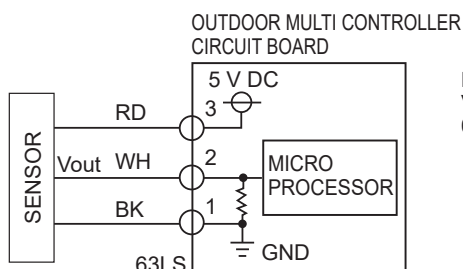 OUTDOOR MULTI CONTROLLER
CIRCUIT BOARD
5 V DC
RD
3
SENSOR
Vout WH
2
MICRO
PROCESSOR
BK
1
GND
63LS